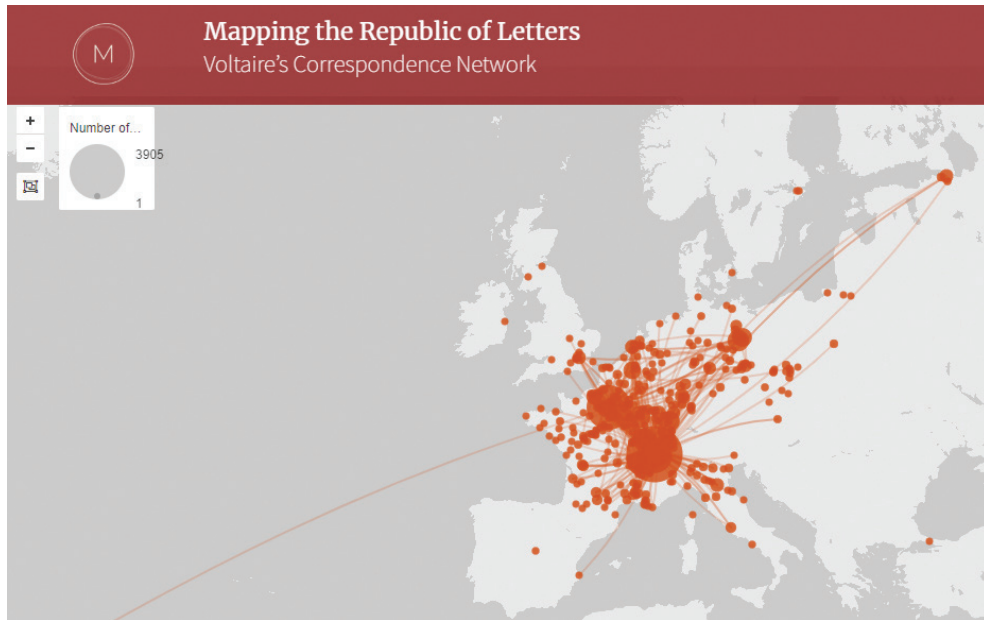 M
Mapping the Republic of Letters
Voltaire's Correspondence Network
+
−
Number of...
3905
1